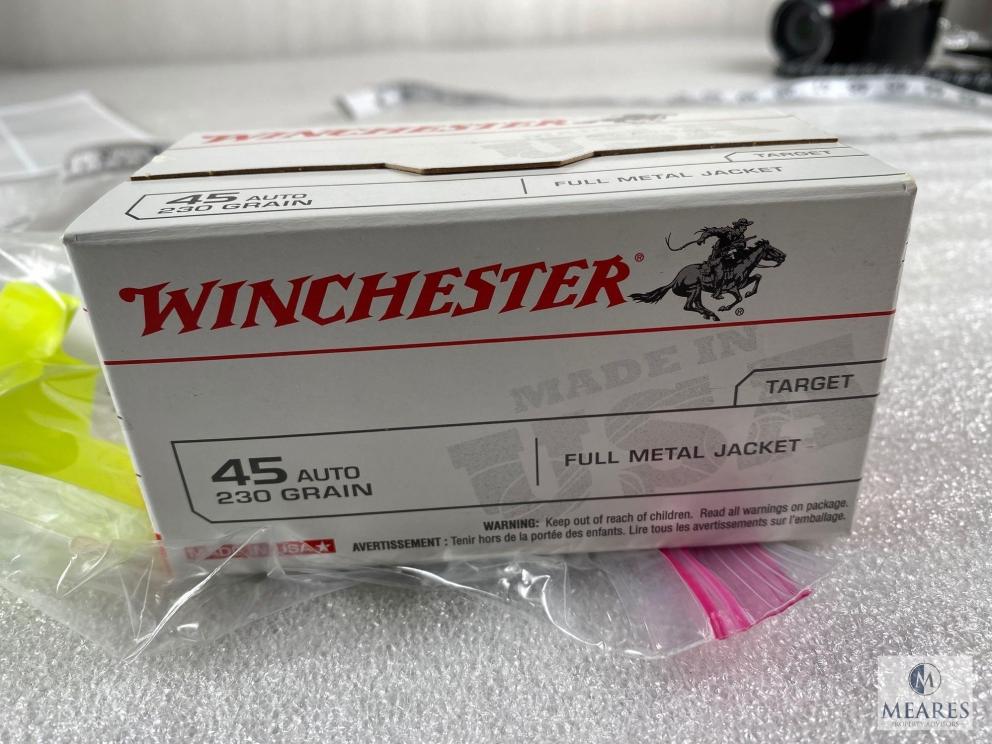 WINCHESTER
USA
45 AUTO
230 GRAIN
FULL METAL JACKET
TARGET
WINCHESTER®
®
MADE IN
USA
TARGET
45 AUTO
230 GRAIN
FULL METAL JACKET
WARNING: Keep out of reach of children. Read all warnings on package.
AVERTISSEMENT : Tenir hors de la portée des enfants. Lire tous les avertissements sur l'emballage.
MADE IN USA
M
MEARES
PROPERTY ADVISORS